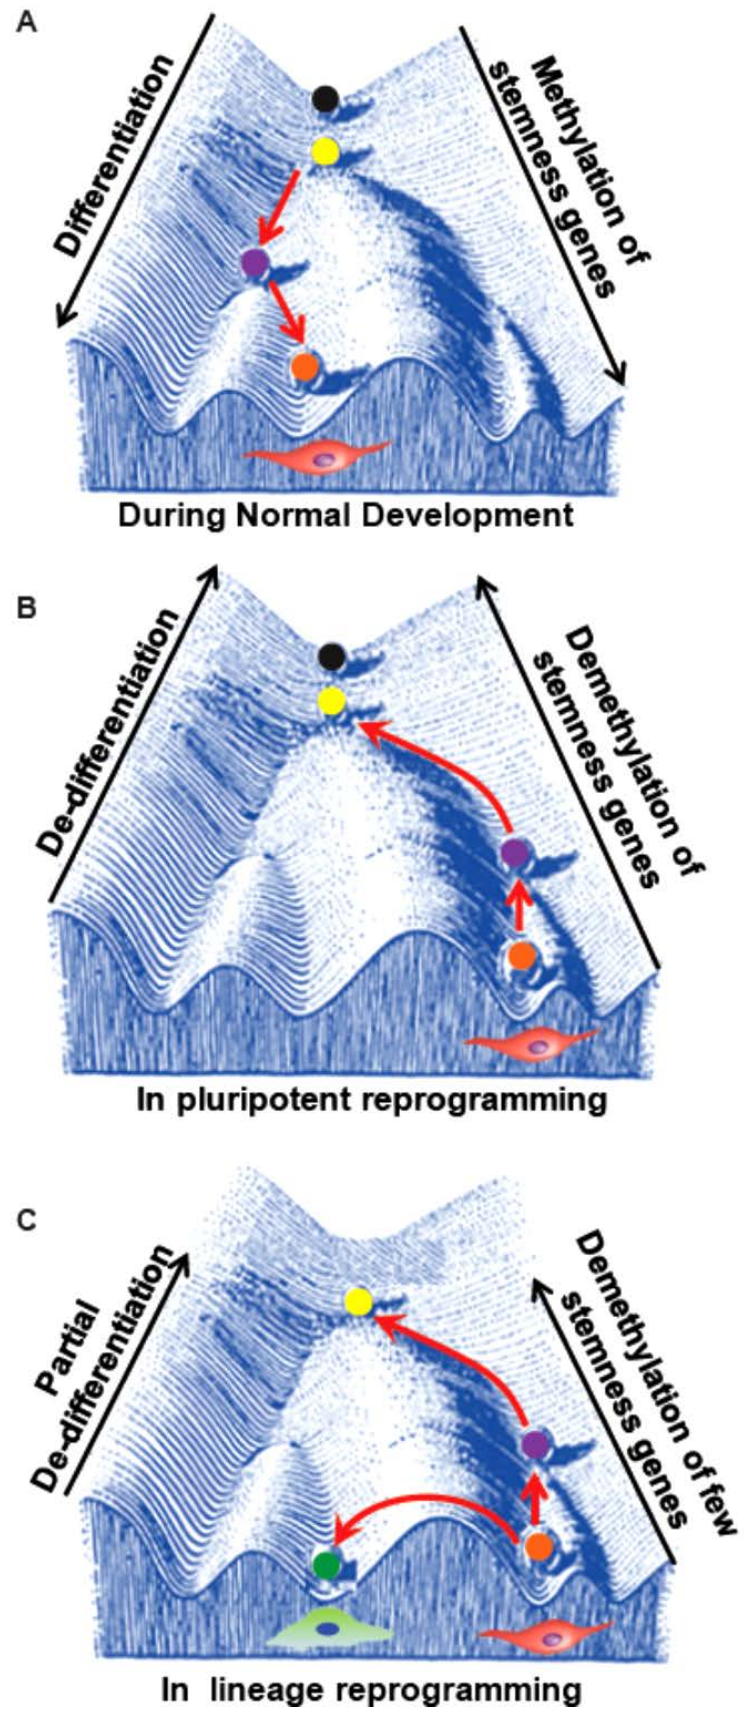 A
Differentiation
Methylation of
stemness genes
During Normal Development
B
De-differentiation
Demethylation of
stemness genes
In pluripotent reprogramming
C
Partial
De-differentiation
Demethylation of few
stemness genes
In lineage reprogramming